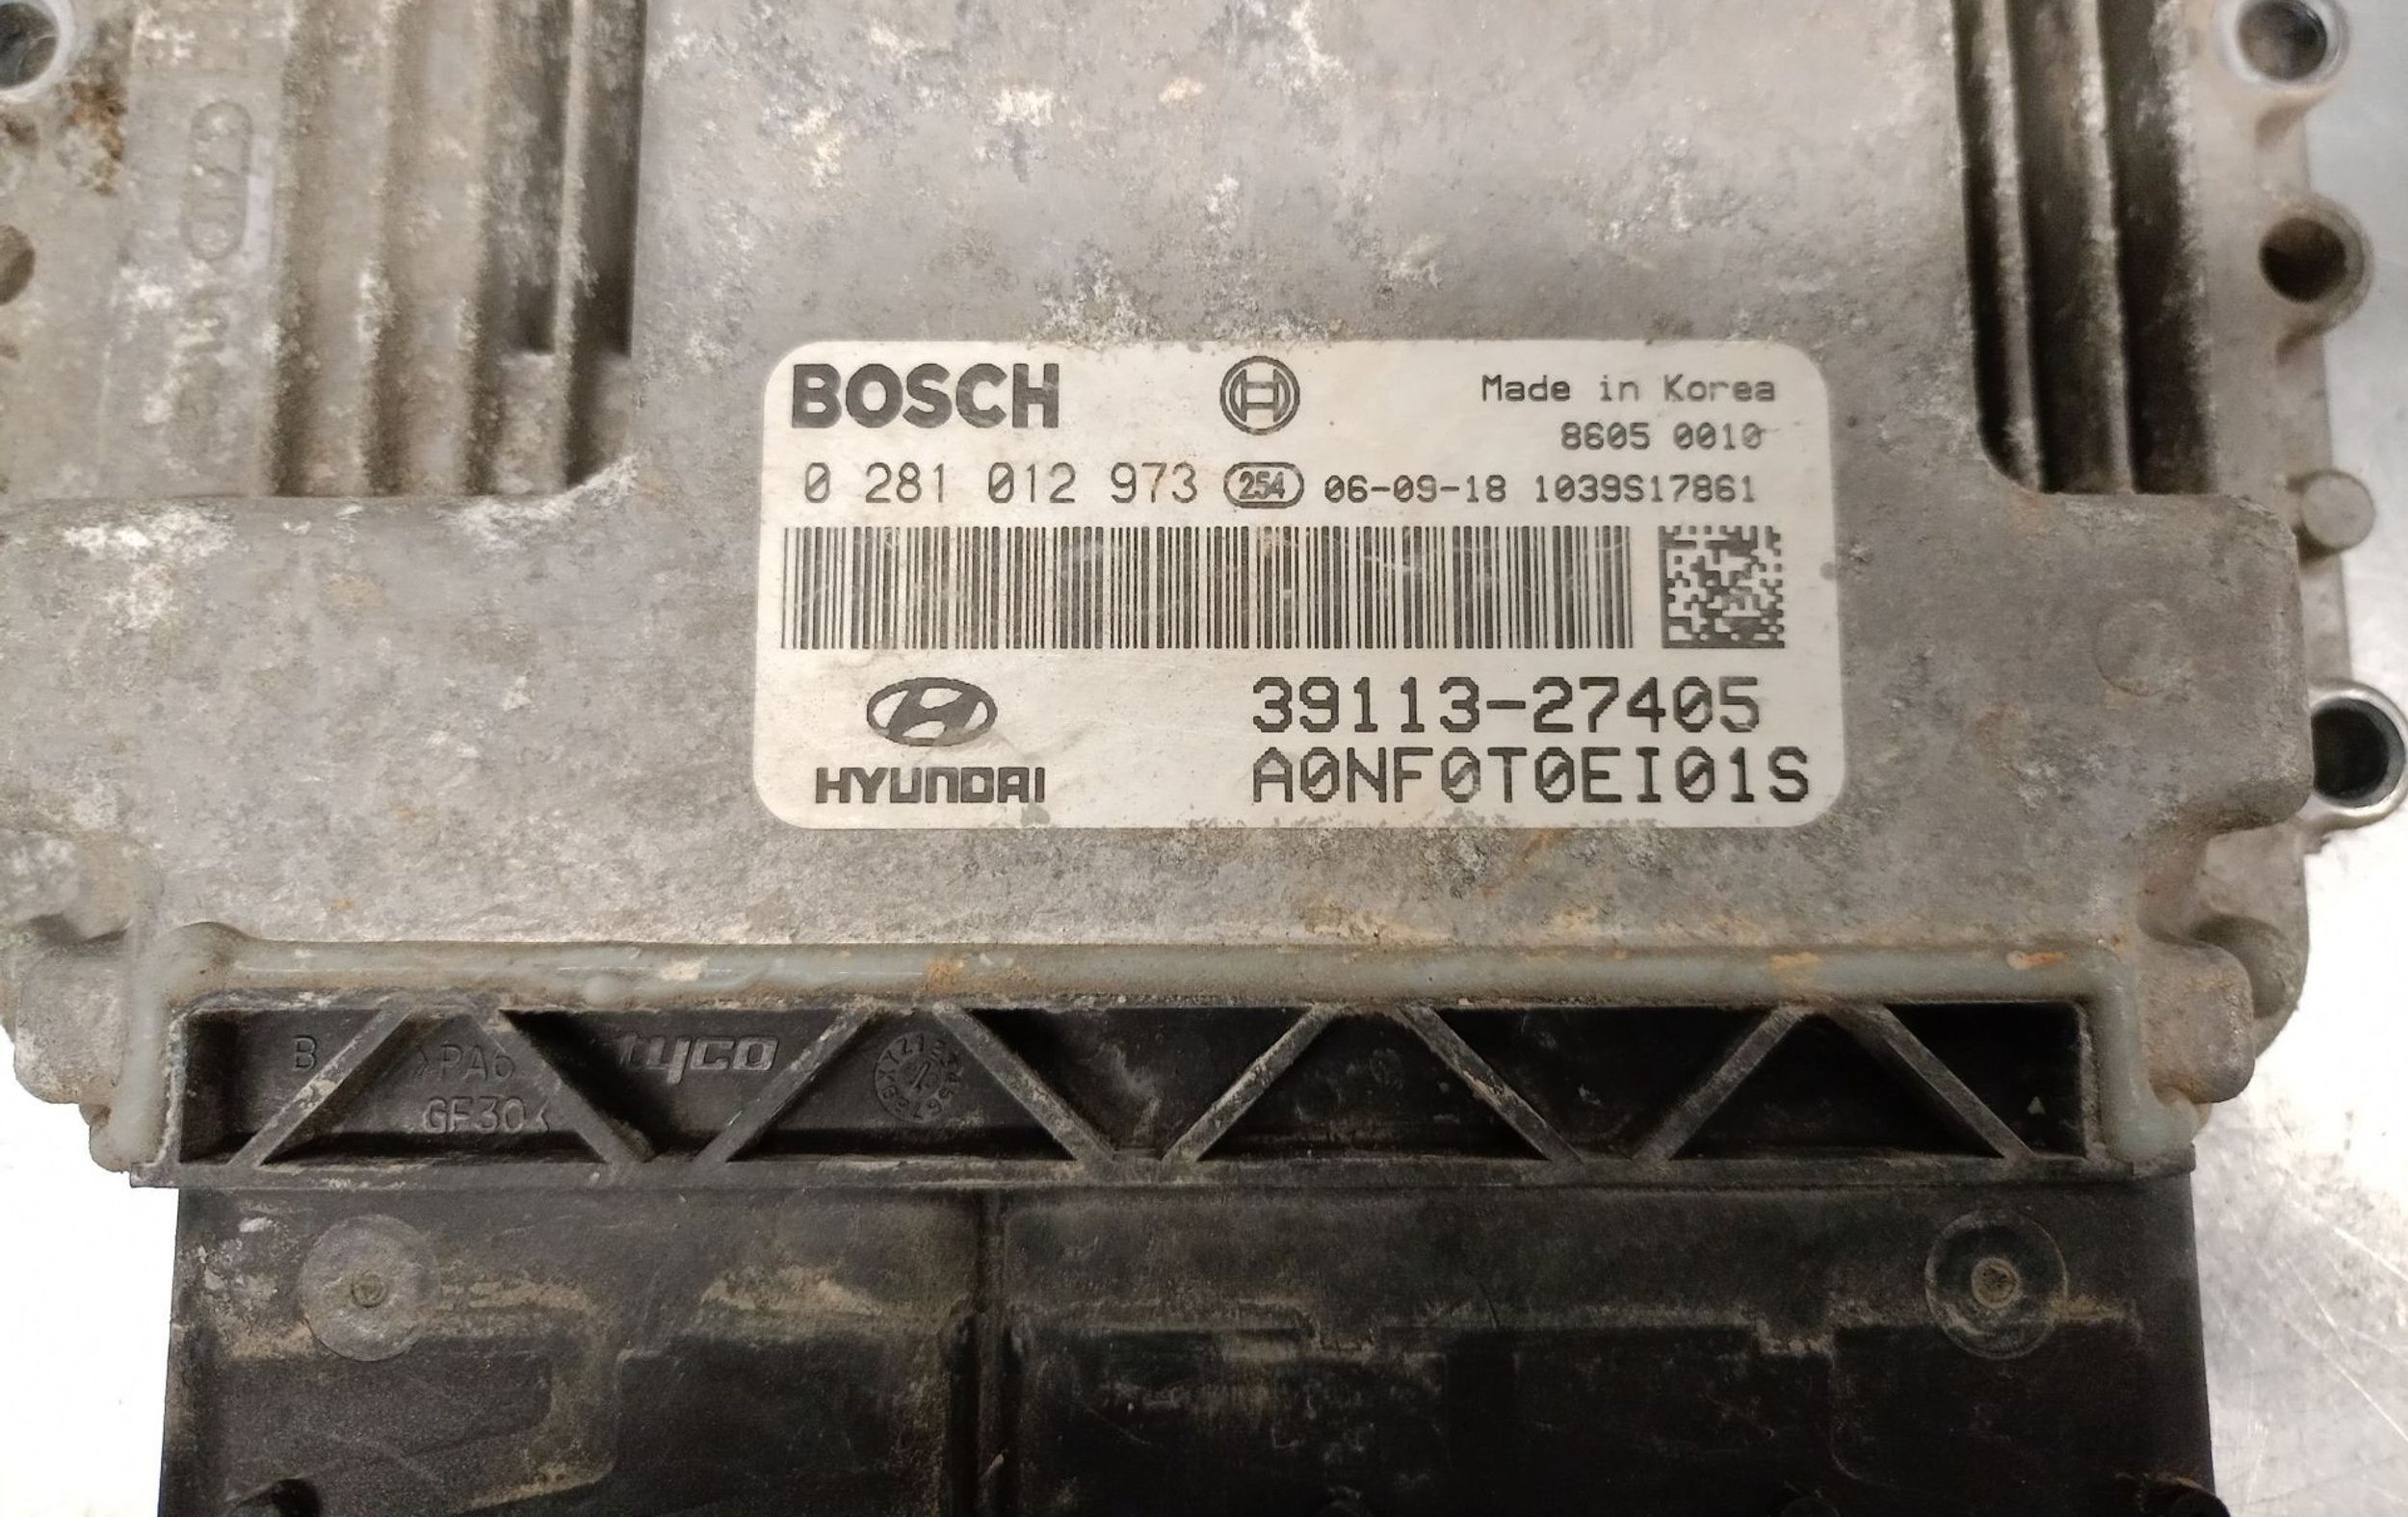 BOSCH
Made in Korea
8605 0010
0 281 012 973 254 06-09-18 1039S17861
39113-27405
HYUNDAI
A0NF0T0EI01S
B >PA6 tyco
GF30<